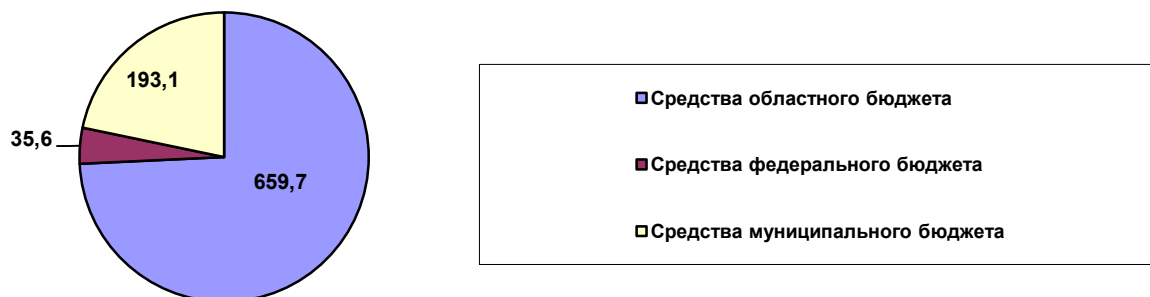 193,1
35,6
659,7
Средства областного бюджета
Средства федерального бюджета
Средства муниципального бюджета